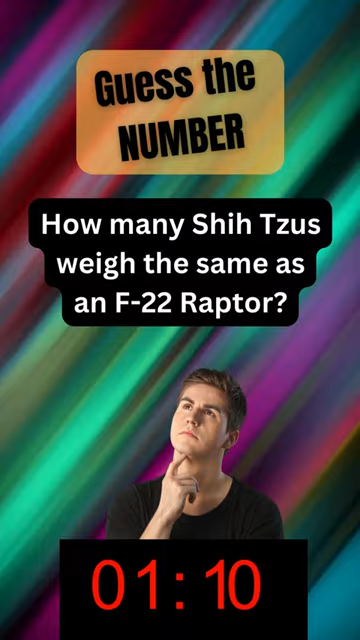 Guess the
NUMBER
How many Shih Tzus
weigh the same as
an F-22 Raptor?
01:10